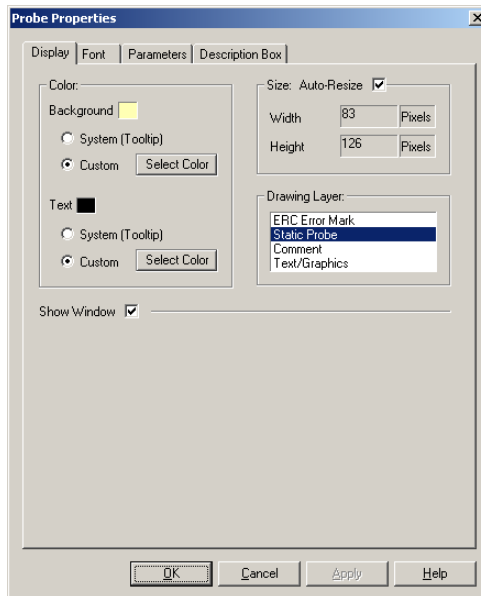 Probe Properties
Display Font Parameters Description Box
Color:
Background
System (Tooltip)
Custom Select Color
Text
System (Tooltip)
Custom Select Color
Size: Auto-Resize
Width 83 Pixels
Height 126 Pixels
Drawing Layer:
ERC Error Mark
Static Probe
Comment
Text/Graphics
Show Window
OK Cancel Apply Help